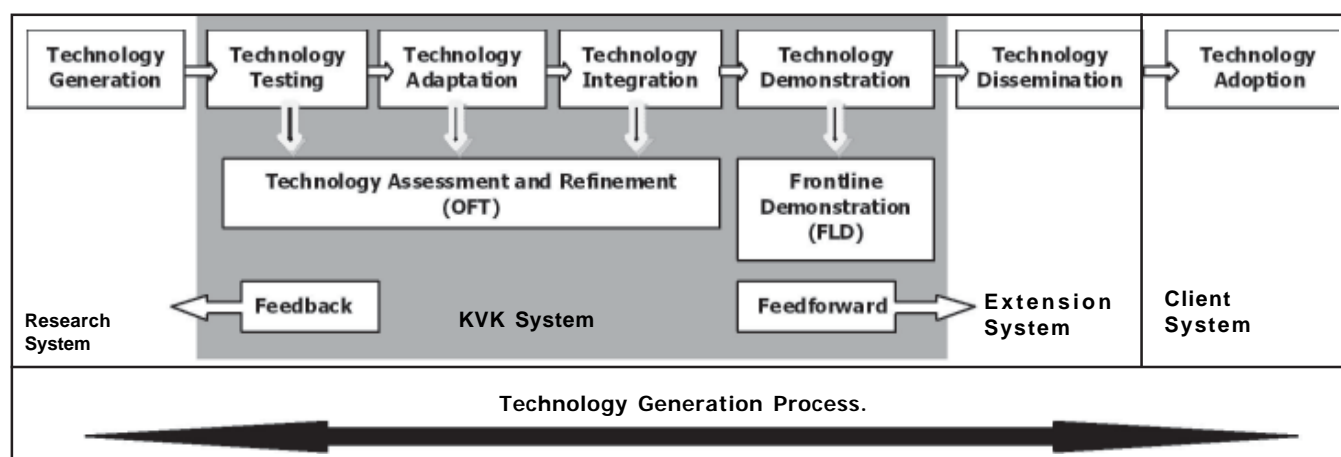 Technology
Generation
Technology
Testing
Technology
Adaptation
Technology
Integration
Technology
Demonstration
Technology
Dissemination
Technology
Adoption
Technology Assessment and Refinement
(OFT)
Frontline
Demonstration
(FLD)
Feedback
Feedforward
Research
System
KVK System
Extension
System
Client
System
Technology Generation Process.